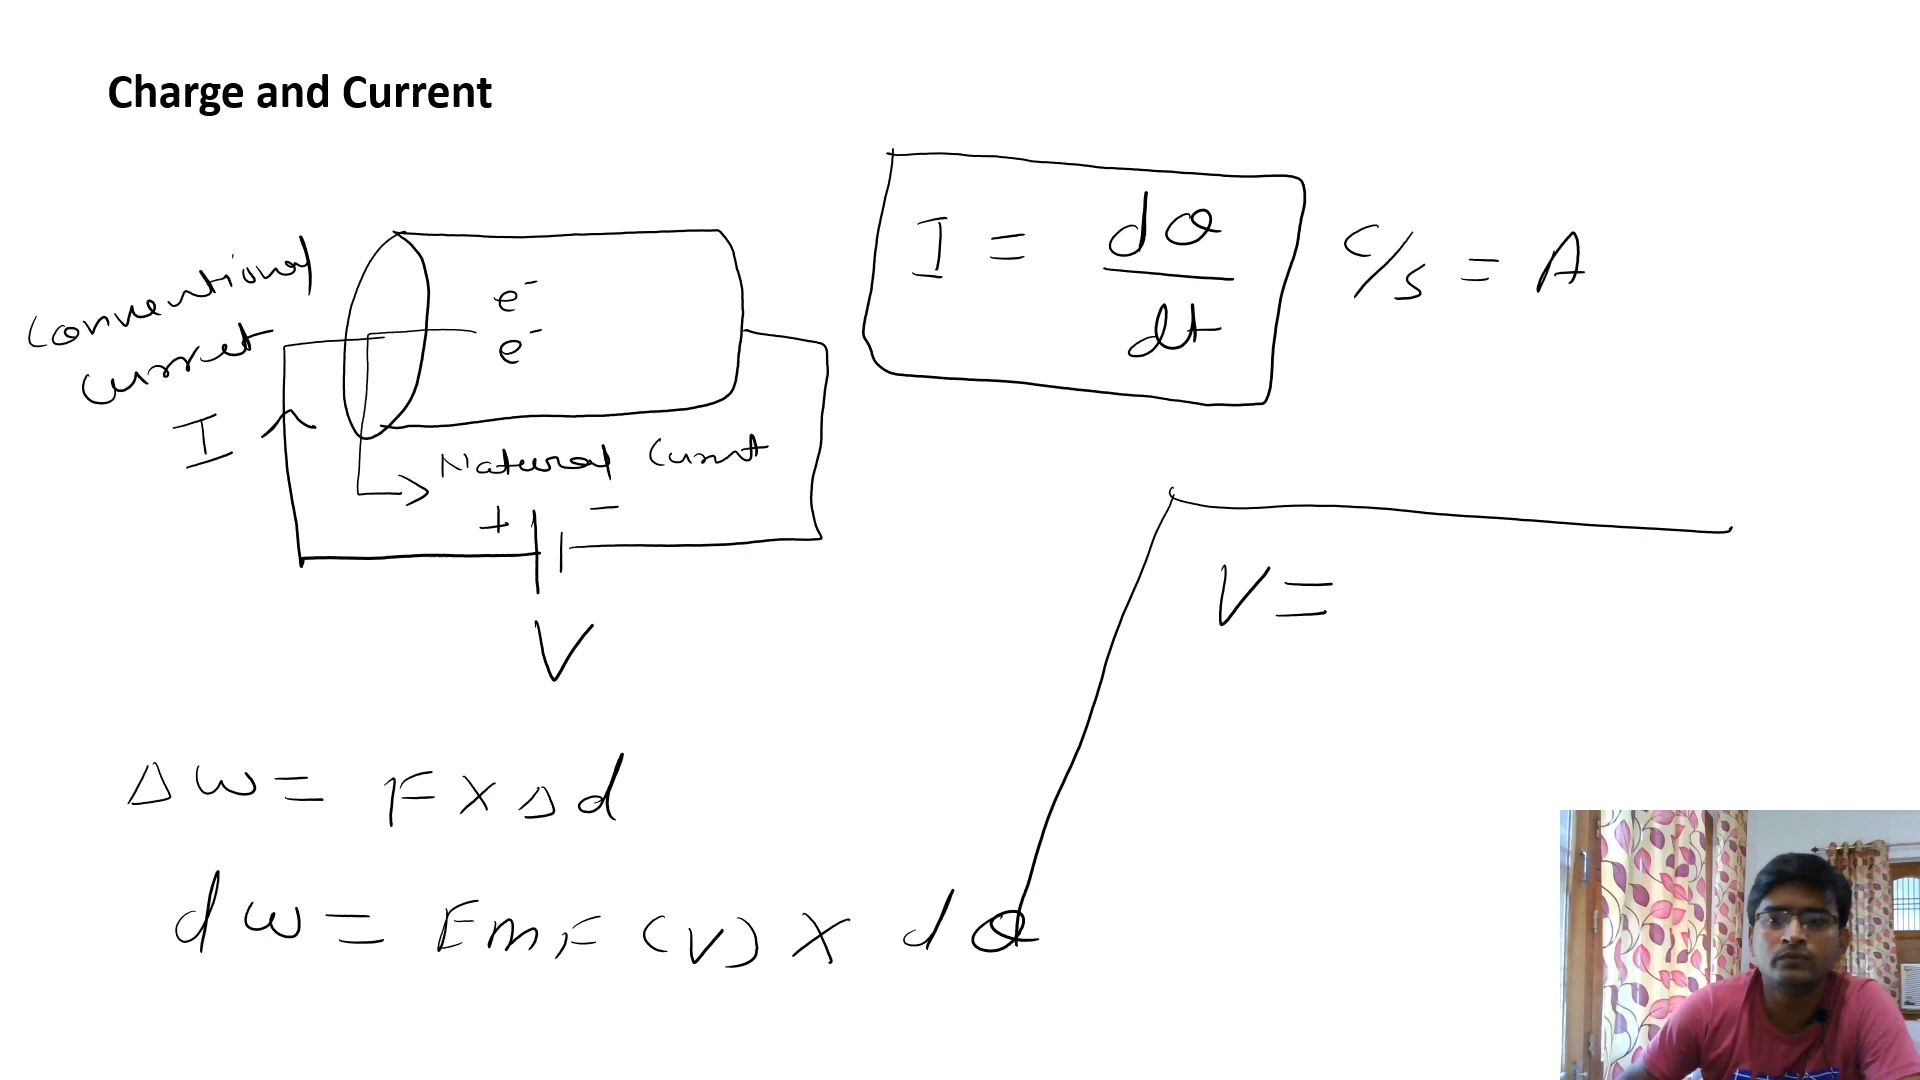 Charge and Current
Conventional
Current
I
e⁻
e⁻
Natural Current
+ −
V
I = dQ/dt C/s = A
V =
Δw = F × Δd
dw = EMF (V) × dQ